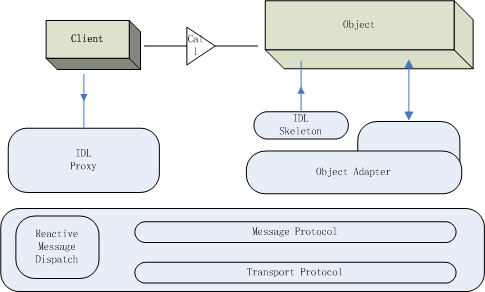 Client
Cal
l
Object
IDL
Skeleton
IDL
Proxy
Object Adapter
Reactive
Message
Dispatch
Message Protocol
Transport Protocol